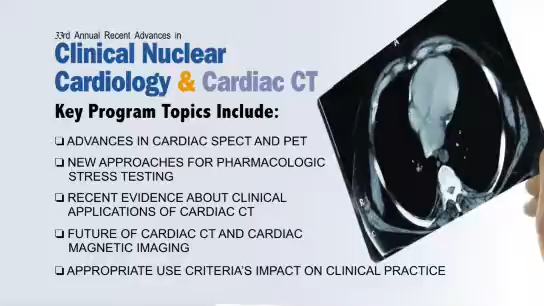 33rd Annual Recent Advances in
Clinical Nuclear
Cardiology & Cardiac CT
Key Program Topics Include:
❑ ADVANCES IN CARDIAC SPECT AND PET
❑ NEW APPROACHES FOR PHARMACOLOGIC
STRESS TESTING
❑ RECENT EVIDENCE ABOUT CLINICAL
APPLICATIONS OF CARDIAC CT
❑ FUTURE OF CARDIAC CT AND CARDIAC
MAGNETIC IMAGING
❑ APPROPRIATE USE CRITERIA'S IMPACT ON CLINICAL PRACTICE
A
R
C